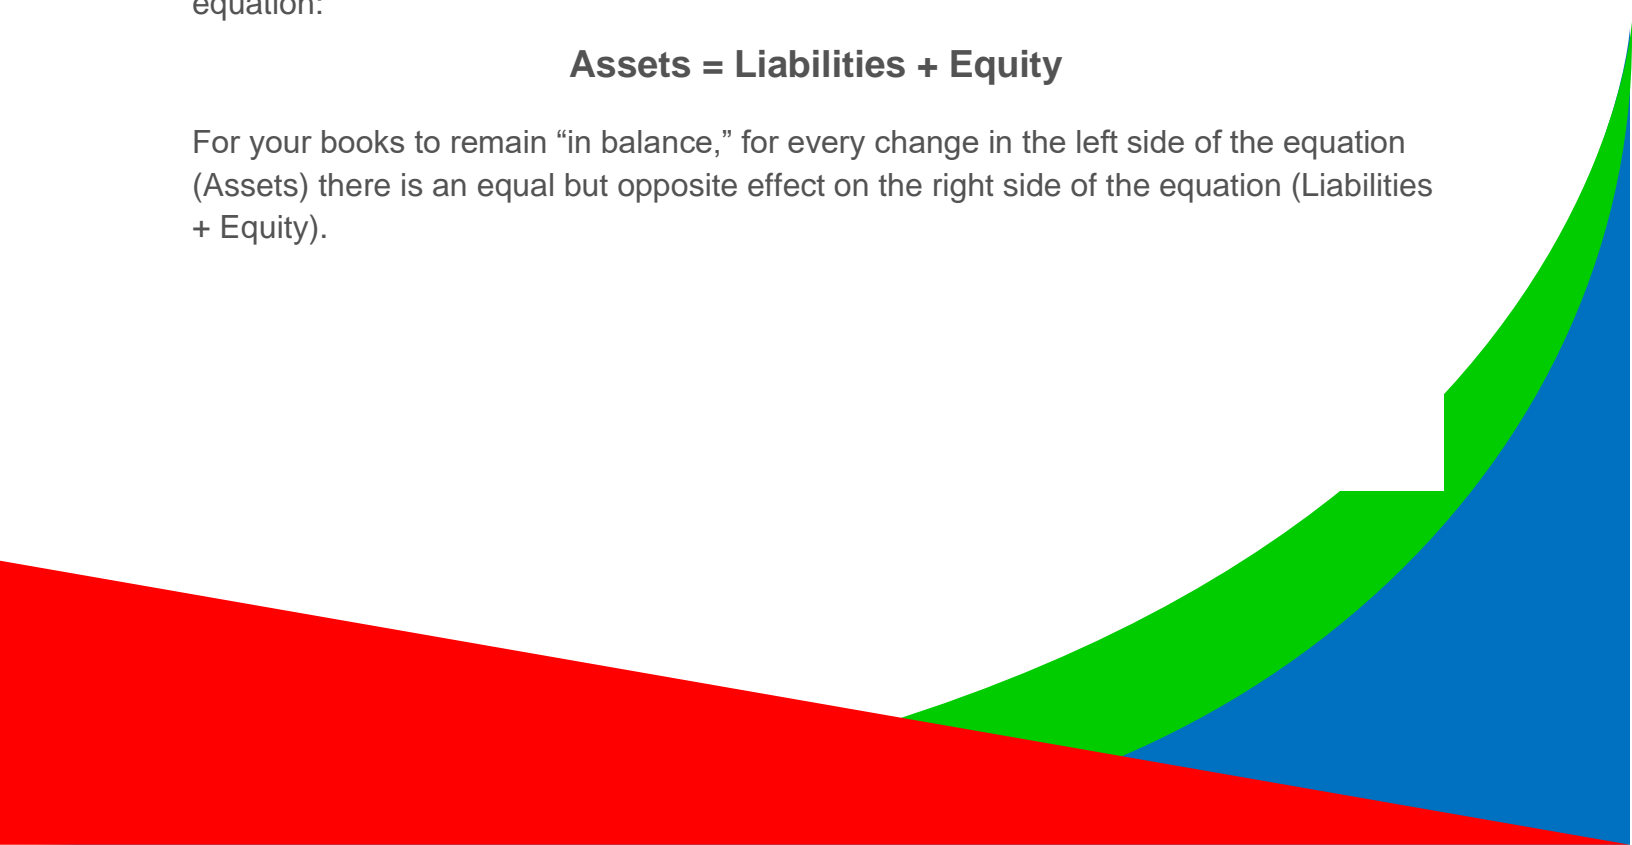 equation:
Assets = Liabilities + Equity
For your books to remain “in balance,” for every change in the left side of the equation
(Assets) there is an equal but opposite effect on the right side of the equation (Liabilities
+ Equity).